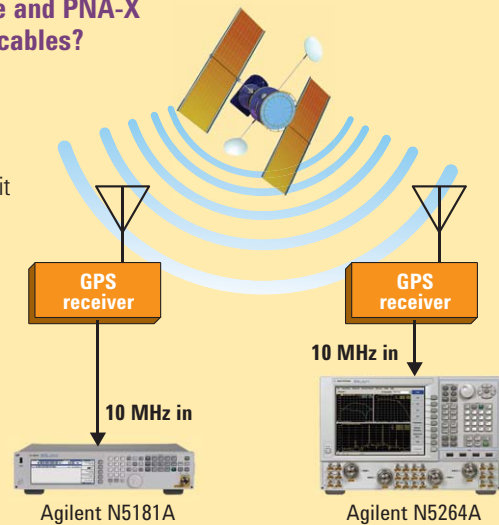 e and PNA-X
cables?
it
GPS
receiver
GPS
receiver
10 MHz in
10 MHz in
Agilent N5181A
Agilent N5264A